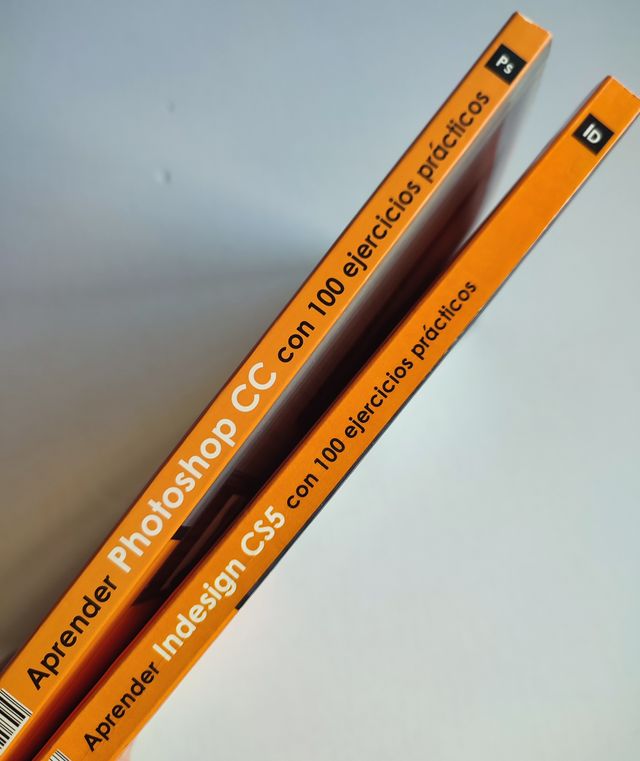 Aprender Photoshop CC con 100 ejercicios prácticos
Ps
Aprender Indesign CS5 con 100 ejercicios prácticos
ID